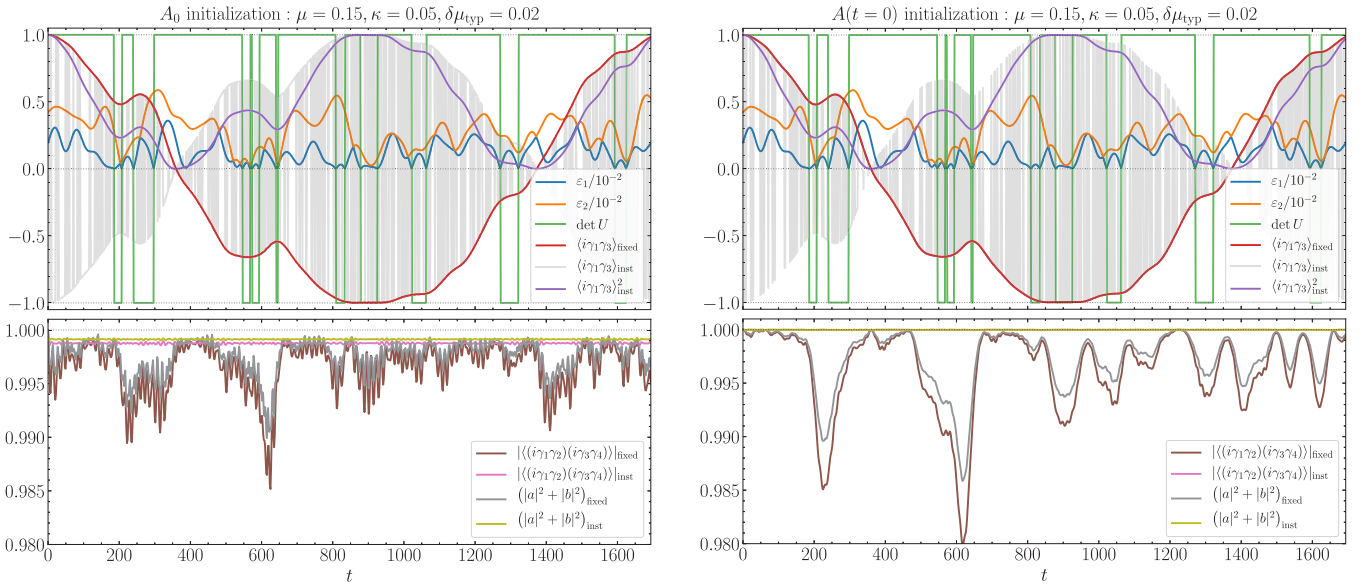 A₀ initialization : μ = 0.15, κ = 0.05, δμ_typ = 0.02
1.0
0.5
0.0
−0.5
−1.0
ε₁/10⁻²
ε₂/10⁻²
det U
⟨iγ₁γ₃⟩_fixed
⟨iγ₁γ₃⟩_inst
⟨iγ₁γ₃⟩²_inst
1.000
0.995
0.990
0.985
0.980
|⟨(iγ₁γ₂)(iγ₃γ₄)⟩|_fixed
|⟨(iγ₁γ₂)(iγ₃γ₄)⟩|_inst
(|a|² + |b|²)_fixed
(|a|² + |b|²)_inst
0 200 400 600 800 1000 1200 1400 1600
t
A(t = 0) initialization : μ = 0.15, κ = 0.05, δμ_typ = 0.02
1.0
0.5
0.0
−0.5
−1.0
ε₁/10⁻²
ε₂/10⁻²
det U
⟨iγ₁γ₃⟩_fixed
⟨iγ₁γ₃⟩_inst
⟨iγ₁γ₃⟩²_inst
1.000
0.995
0.990
0.985
0.980
|⟨(iγ₁γ₂)(iγ₃γ₄)⟩|_fixed
|⟨(iγ₁γ₂)(iγ₃γ₄)⟩|_inst
(|a|² + |b|²)_fixed
(|a|² + |b|²)_inst
0 200 400 600 800 1000 1200 1400 1600
t